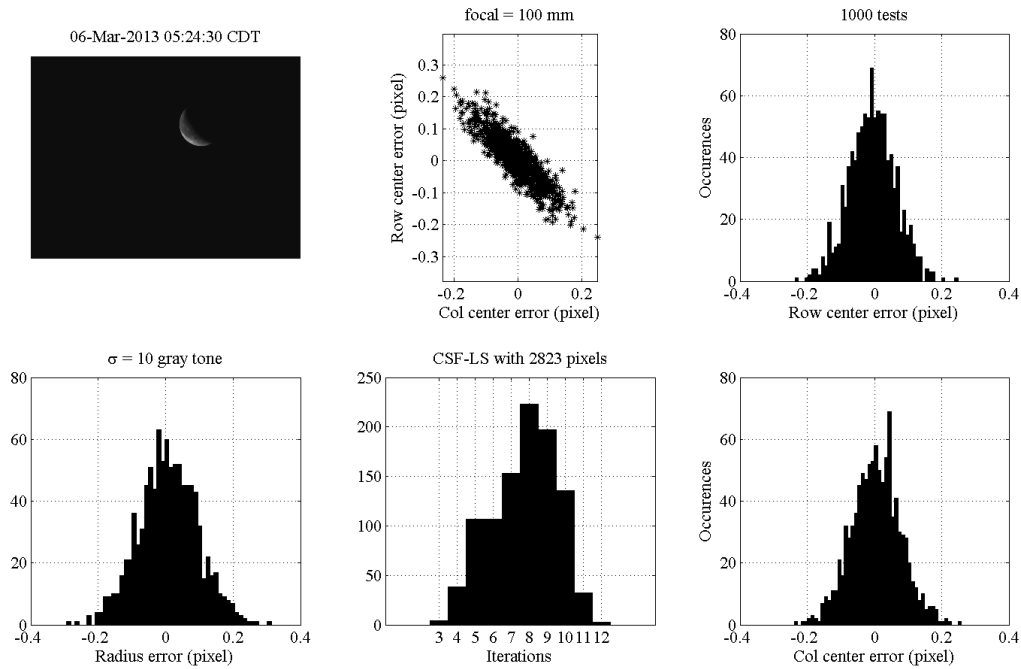 06-Mar-2013 05:24:30 CDT
focal = 100 mm
Row center error (pixel)
0.3
0.2
0.1
0
-0.1
-0.2
-0.3
-0.2 0 0.2
Col center error (pixel)
1000 tests
Occurences
80
60
40
20
0
-0.4 -0.2 0 0.2 0.4
Row center error (pixel)
σ = 10 gray tone
80
60
40
20
0
-0.4 -0.2 0 0.2 0.4
Radius error (pixel)
CSF-LS with 2823 pixels
250
200
150
100
50
0
3 4 5 6 7 8 9 10 11 12
Iterations
Occurences
80
60
40
20
0
-0.4 -0.2 0 0.2 0.4
Col center error (pixel)